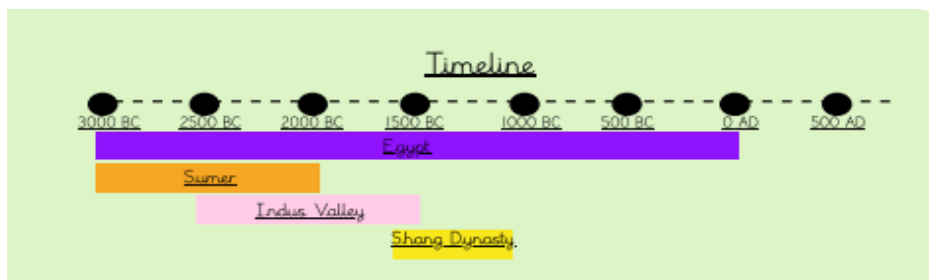 Timeline
3000 BC 2500 BC 2000 BC 1500 BC 1000 BC 500 BC 0 AD 500 AD
Egypt
Sumer
Indus Valley
Shang Dynasty.